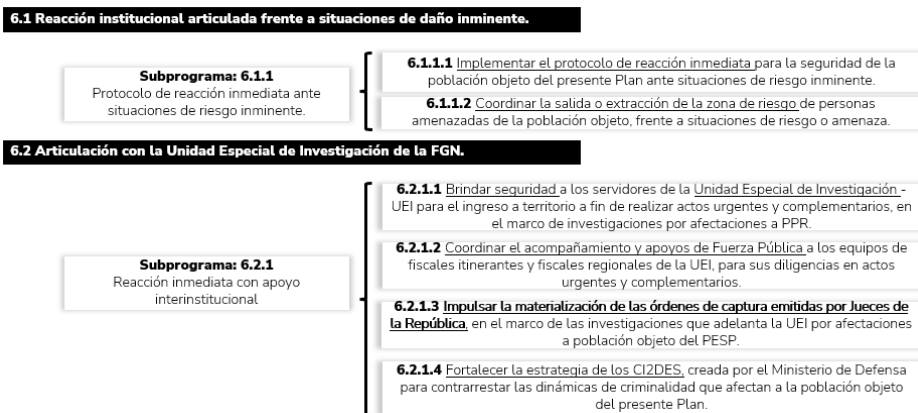 6.1 Reacción institucional articulada frente a situaciones de daño inminente.
Subprograma: 6.1.1
Protocolo de reacción inmediata ante
situaciones de riesgo inminente.
6.1.1.1 Implementar el protocolo de reacción inmediata para la seguridad de la
población objeto del presente Plan ante situaciones de riesgo inminente.
6.1.1.2 Coordinar la salida o extracción de la zona de riesgo de personas
amenazadas de la población objeto, frente a situaciones de riesgo o amenaza.
6.2 Articulación con la Unidad Especial de Investigación de la FGN.
Subprograma: 6.2.1
Reacción inmediata con apoyo
interinstitucional
6.2.1.1 Brindar seguridad a los servidores de la Unidad Especial de Investigación -
UEI para el ingreso a territorio a fin de realizar actos urgentes y complementarios, en
el marco de investigaciones por afectaciones a PPR.
6.2.1.2 Coordinar el acompañamiento y apoyos de Fuerza Pública a los equipos de
fiscales itinerantes y fiscales regionales de la UEI, para sus diligencias en actos
urgentes y complementarios.
6.2.1.3 Impulsar la materialización de las órdenes de captura emitidas por Jueces de
la República, en el marco de las investigaciones que adelanta la UEI por afectaciones
a población objeto del PESP.
6.2.1.4 Fortalecer la estrategia de los CI2DES, creada por el Ministerio de Defensa
para contrarrestar las dinámicas de criminalidad que afectan a la población objeto
del presente Plan.